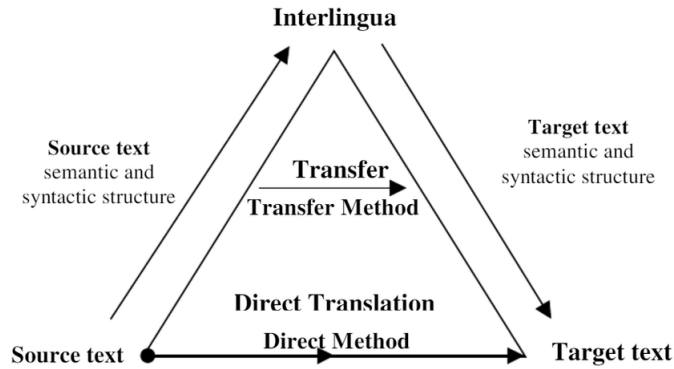 Interlingua
Source text
semantic and
syntactic structure
Target text
semantic and
syntactic structure
Transfer
Transfer Method
Direct Translation
Direct Method
Source text
Target text